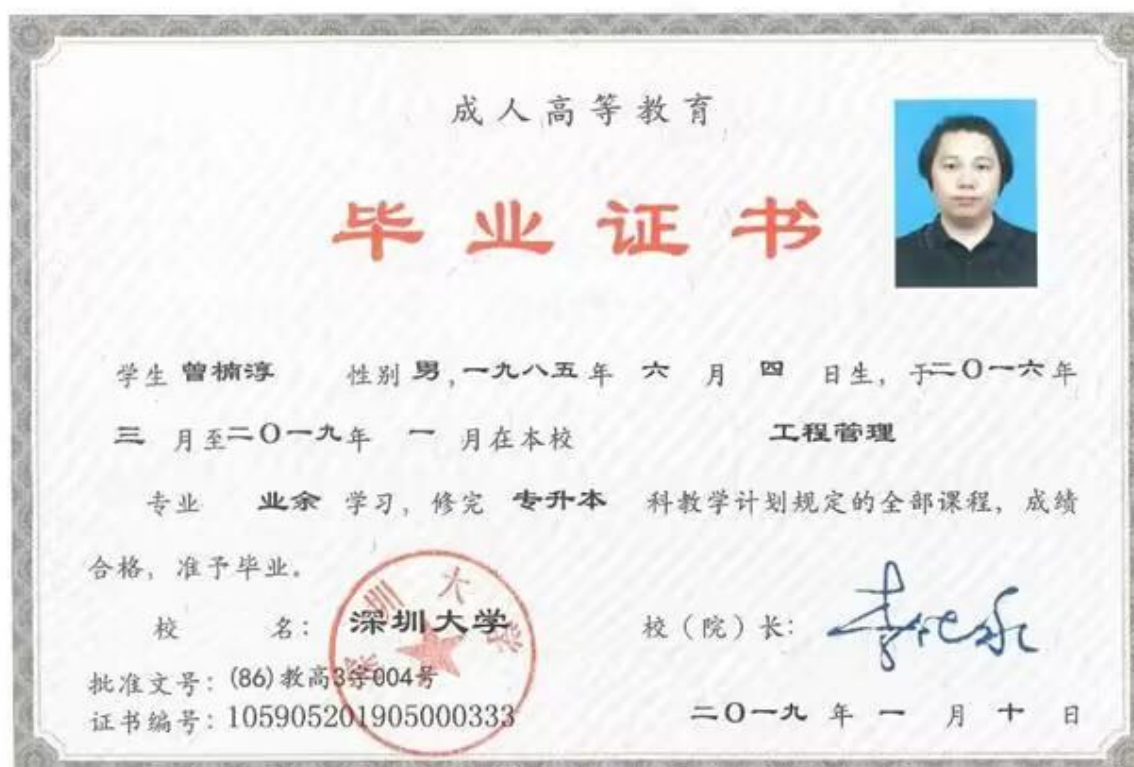 成人高等教育
毕业证书
学生 曾楠淳 性别 男,一九八五年 六 月 四 日生，于二〇一六年
三 月至二〇一九年 一 月在本校 工程管理
专业 业余 学习，修完 专升本 科教学计划规定的全部课程，成绩
合格，准予毕业。
校 名：深圳大学 校（院）长：
深圳大学
批准文号：(86)教高3字004号
证书编号：105905201905000333
二〇一九 年 一 月 十 日